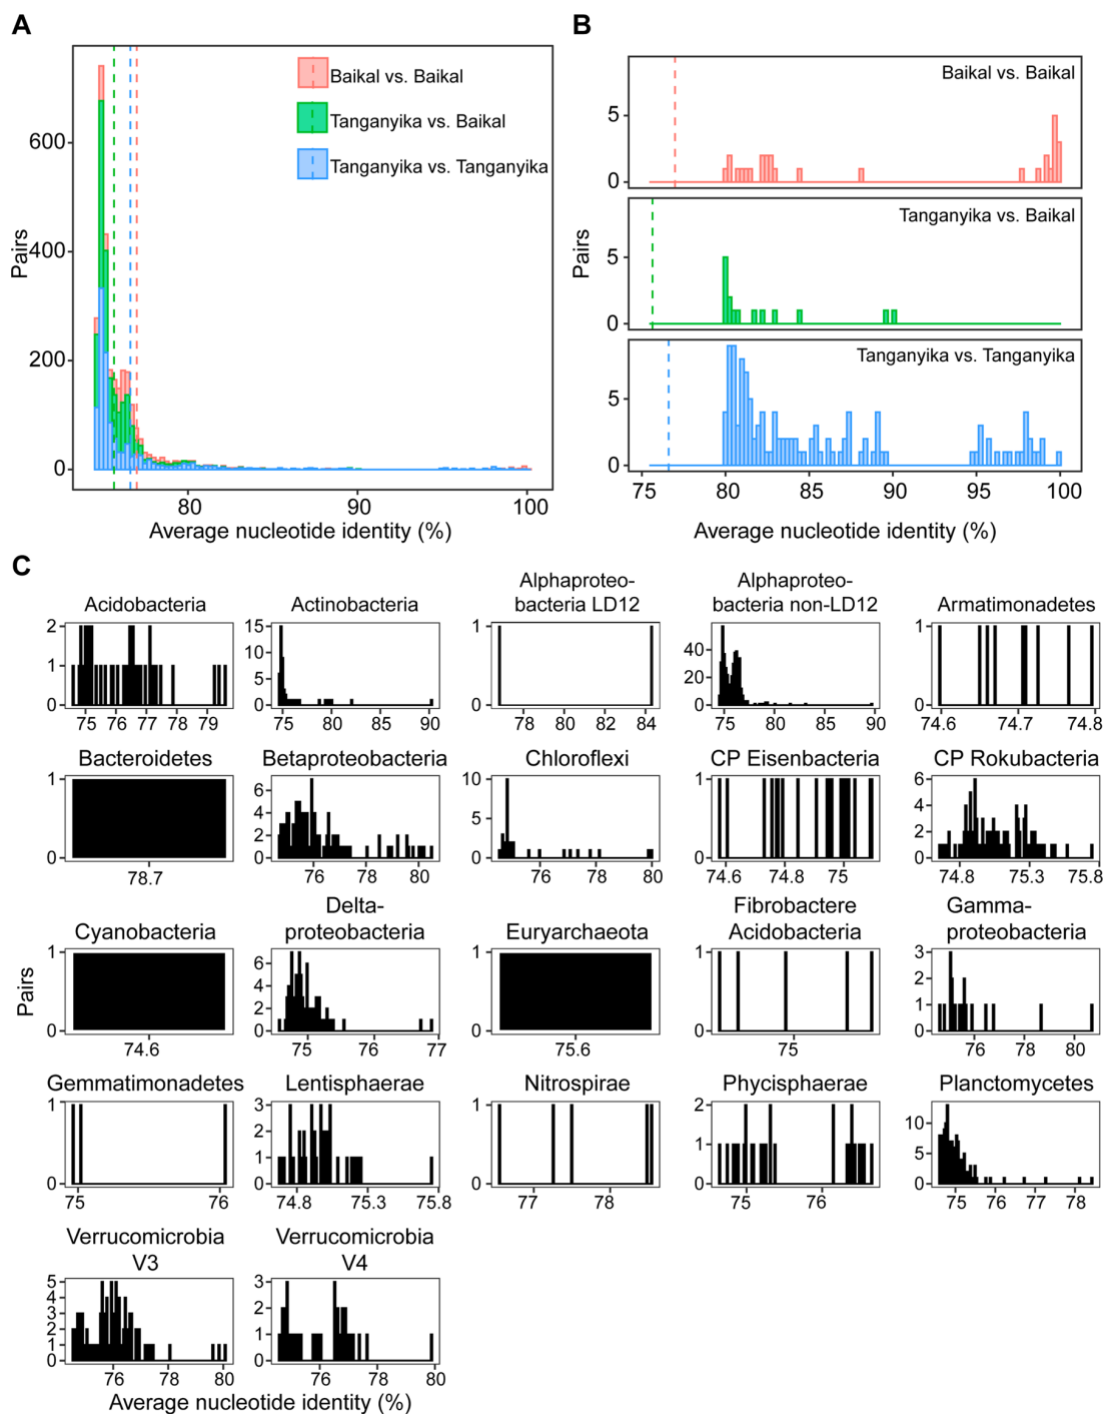 A
B
Baikal vs. Baikal
Tanganyika vs. Baikal
Tanganyika vs. Tanganyika
600
400
200
0
Pairs
80
90
100
Average nucleotide identity (%)
Baikal vs. Baikal
5
0
Tanganyika vs. Baikal
5
0
Tanganyika vs. Tanganyika
5
0
Pairs
75
80
85
90
95
100
Average nucleotide identity (%)
C
Acidobacteria
2
1
0
75 76 77 78 79
Actinobacteria
15
10
5
0
75 80 85 90
Alphaproteo-
bacteria LD12
1
0
78 80 82 84
Alphaproteo-
bacteria non-LD12
40
20
0
75 80 85 90
Armatimonadetes
1
0
74.6 74.7 74.8
Bacteroidetes
1
0
78.7
Betaproteobacteria
6
4
2
0
76 78 80
Chloroflexi
10
5
0
76 78 80
CP Eisenbacteria
1
0
74.6 74.8 75
CP Rokubacteria
6
4
2
0
74.8 75.3 75.8
Pairs
Cyanobacteria
1
0
74.6
Delta-
proteobacteria
6
4
2
0
75 76 77
Euryarchaeota
1
0
75.6
Fibrobactere
Acidobacteria
1
0
75
Gamma-
proteobacteria
3
2
1
0
76 78 80
Gemmatimonadetes
1
0
75 76
Lentisphaerae
3
2
1
0
74.8 75.3 75.8
Nitrospirae
1
0
77 78
Phycisphaerae
2
1
0
75 76
Planctomycetes
10
5
0
75 76 77 78
Verrucomicrobia
V3
5
4
3
2
1
0
76 78 80
Verrucomicrobia
V4
3
2
1
0
76 78 80
Average nucleotide identity (%)